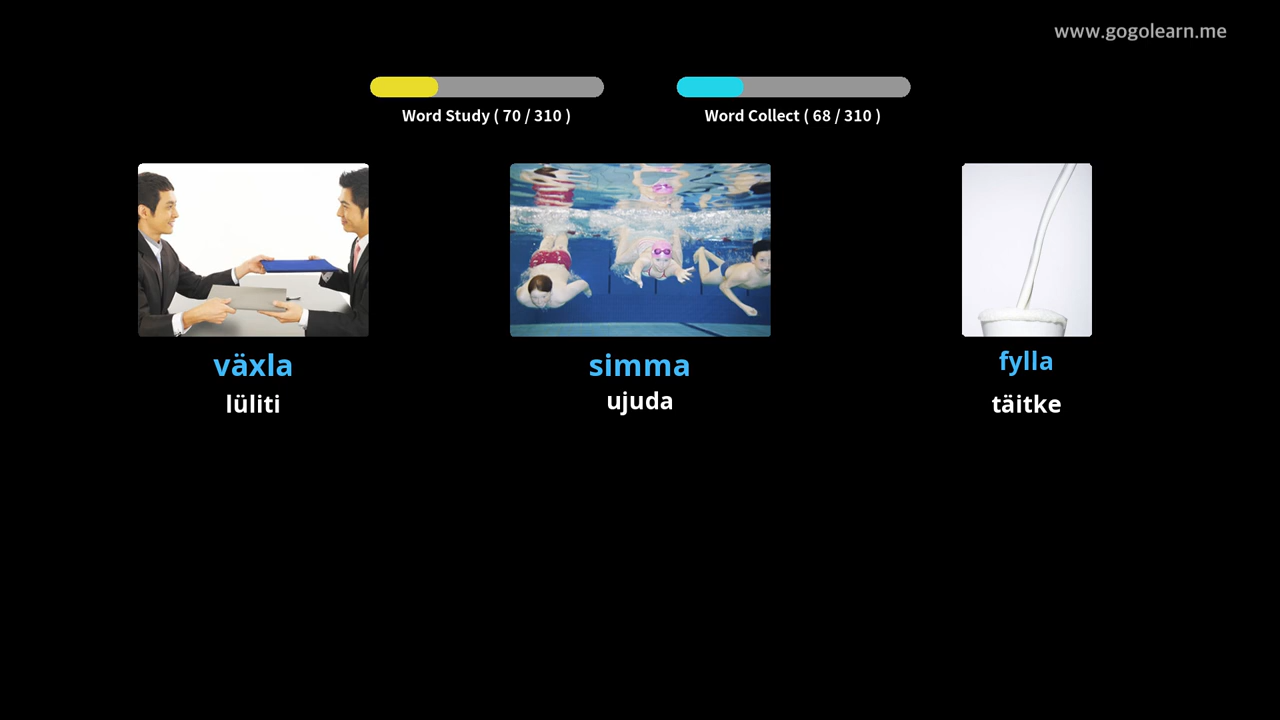 www.gogolearn.me
Word Study ( 70 / 310 )
Word Collect ( 68 / 310 )
växla
lüliti
simma
ujuda
fylla
täitke